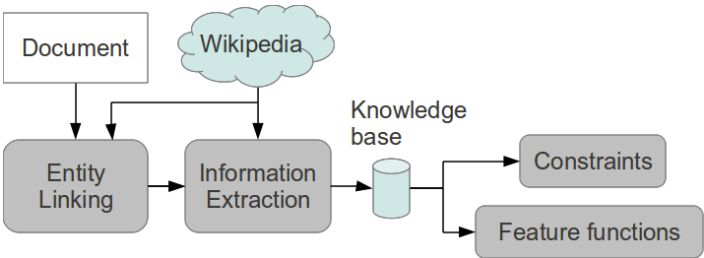 Document
Wikipedia
Knowledge
base
Entity
Linking
Information
Extraction
Constraints
Feature functions